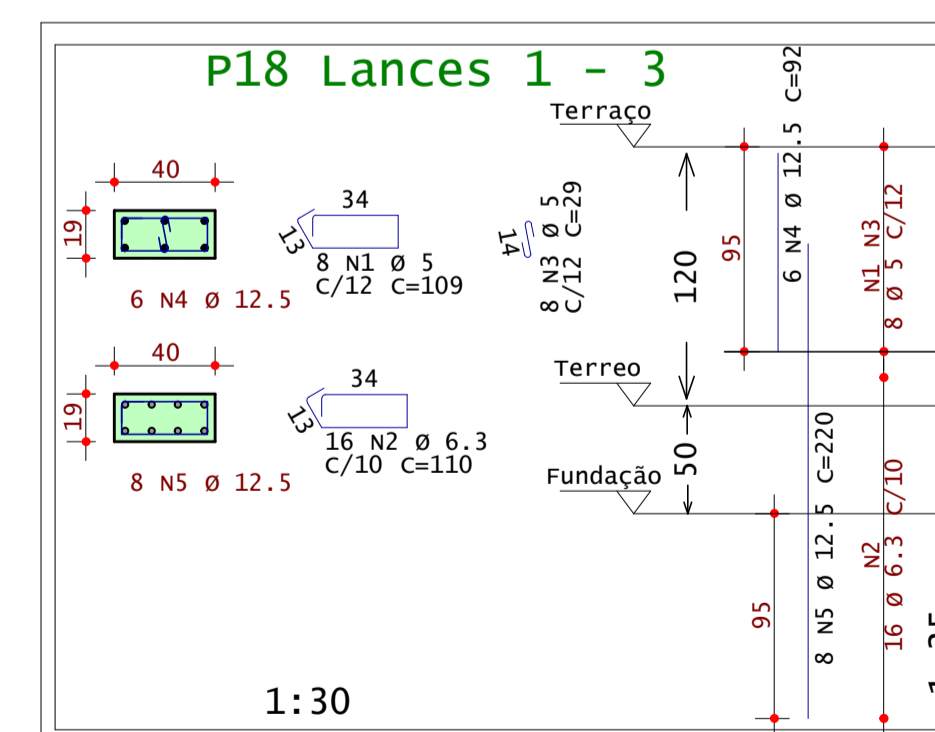 P18 Lances 1 - 3
40
19
6 N4 Ø 12.5
34
13
8 N1 Ø 5
C/12 C=109
14
8 N3 Ø 5
C/12 C=29
Terraço
120
95
6 N4 Ø 12.5 C=92
N1 N3
8 Ø 5 C/12
40
19
8 N5 Ø 12.5
34
13
16 N2 Ø 6.3
C/10 C=110
Terreo
50
Fundação
95
8 N5 Ø 12.5 C=220
N2
16 Ø 6.3 C/10
1:30